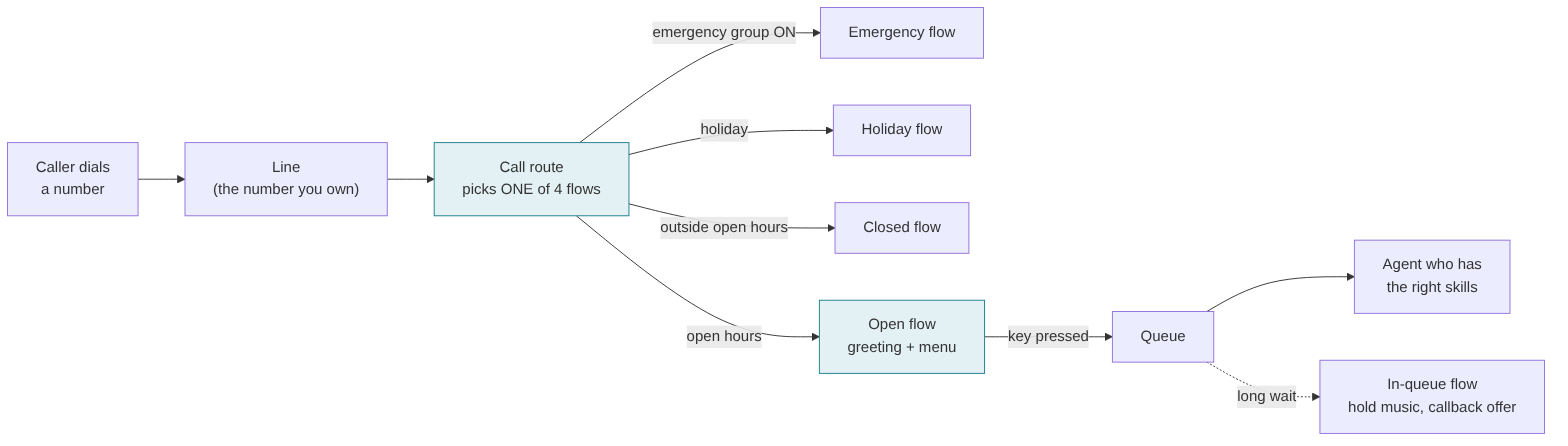 Caller dials
a number
Line
(the number you own)
Call route
picks ONE of 4 flows
emergency group ON
Emergency flow
holiday
Holiday flow
outside open hours
Closed flow
open hours
Open flow
greeting + menu
key pressed
Queue
Agent who has
the right skills
long wait
In-queue flow
hold music, callback offer